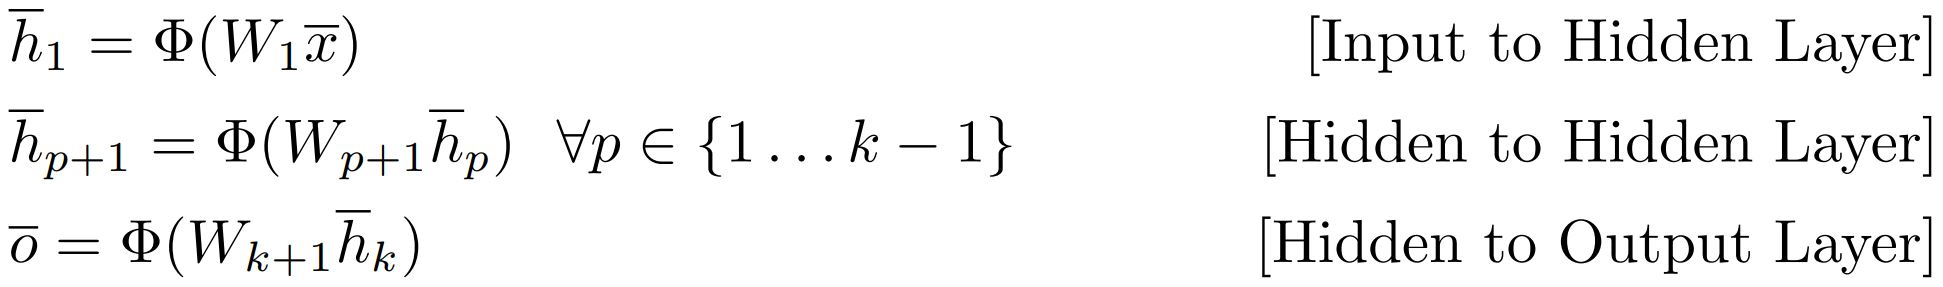 h̅₁ = Φ(W₁x̅) [Input to Hidden Layer]
h̅ₚ₊₁ = Φ(Wₚ₊₁h̅ₚ) ∀p ∈ {1 . . . k − 1} [Hidden to Hidden Layer]
o̅ = Φ(Wₖ₊₁h̅ₖ) [Hidden to Output Layer]